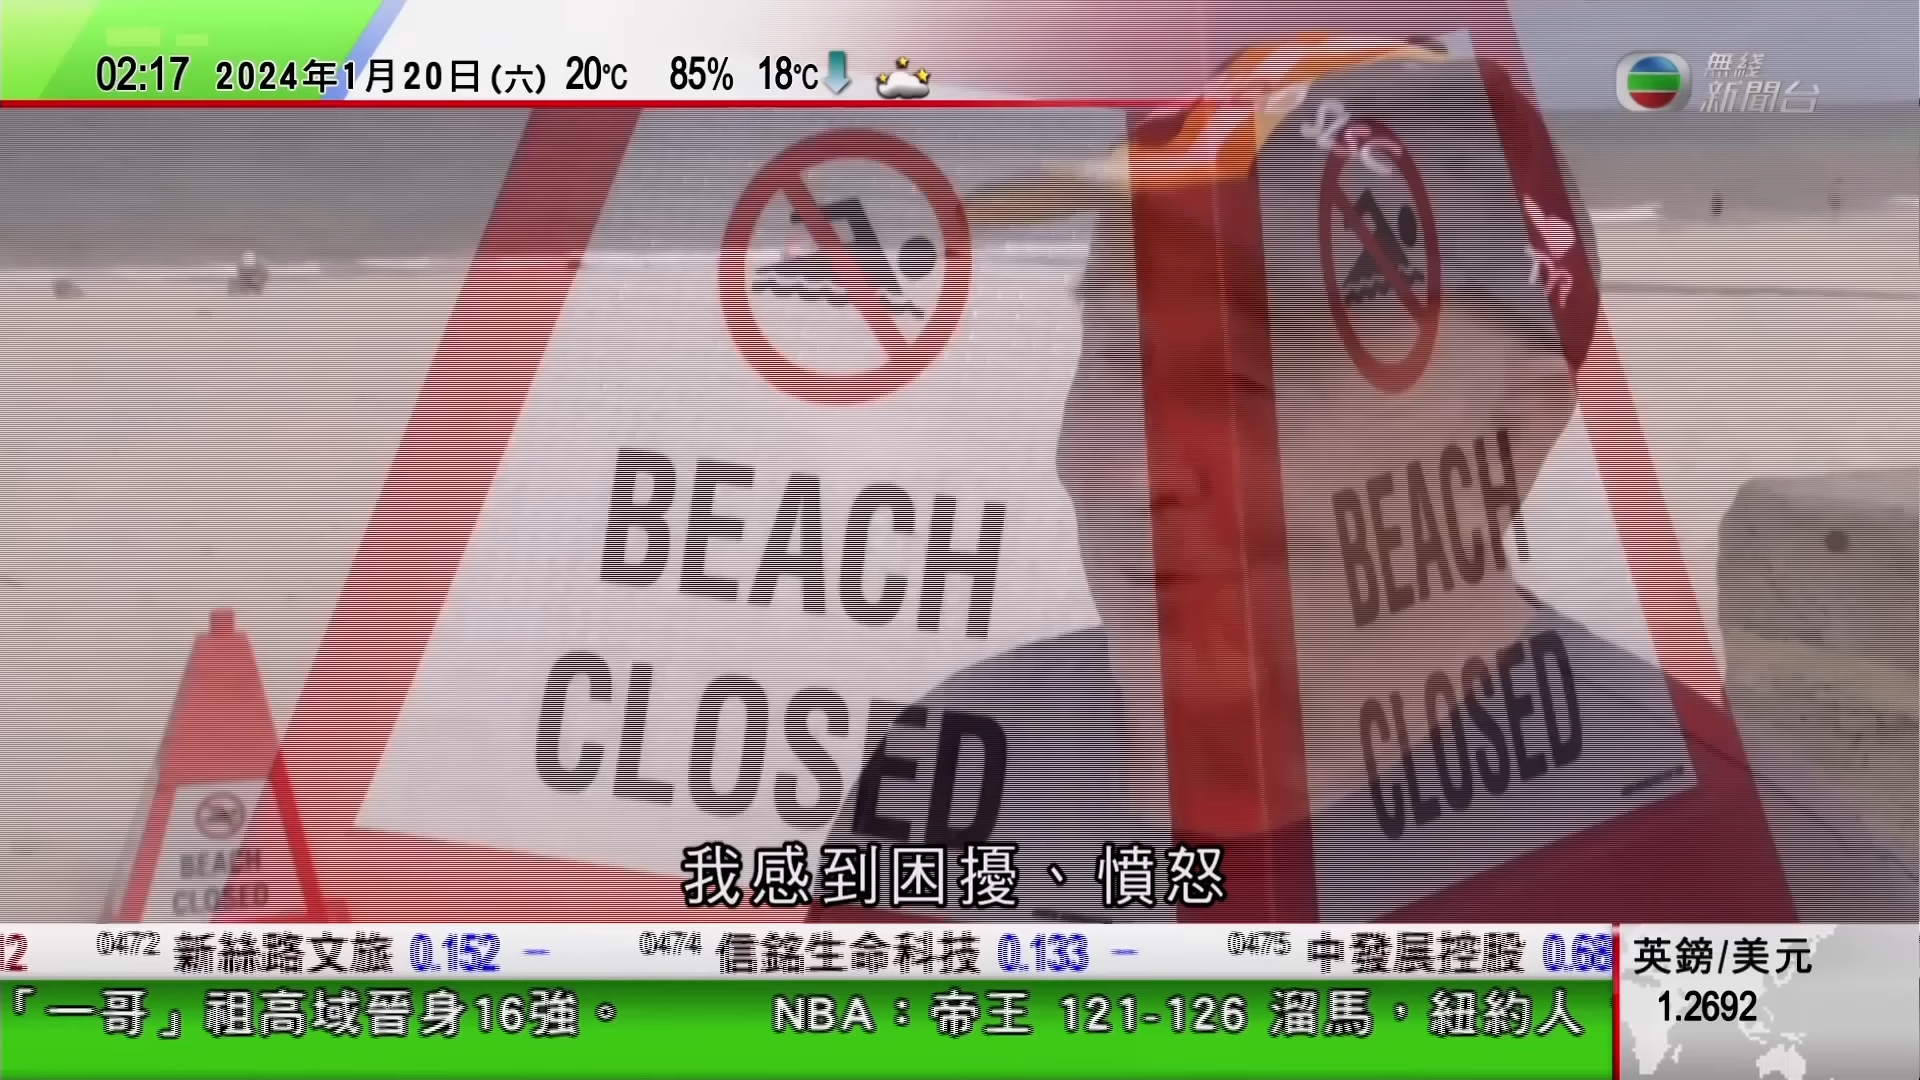 02:17 2024年1月20日(六) 20℃ 85% 18℃
無綫
新聞台
BEACH
CLOSED
BEACH
CLOSED
BEACH
CLOSED
我感到困擾、憤怒
12 0472 新絲路文旅 0.152 – 0474 信銘生命科技 0.133 – 0475 中發展控股 0.68
「一哥」祖高域晉身16強。 NBA：帝王 121-126 溜馬，紐約人
英鎊/美元
1.2692